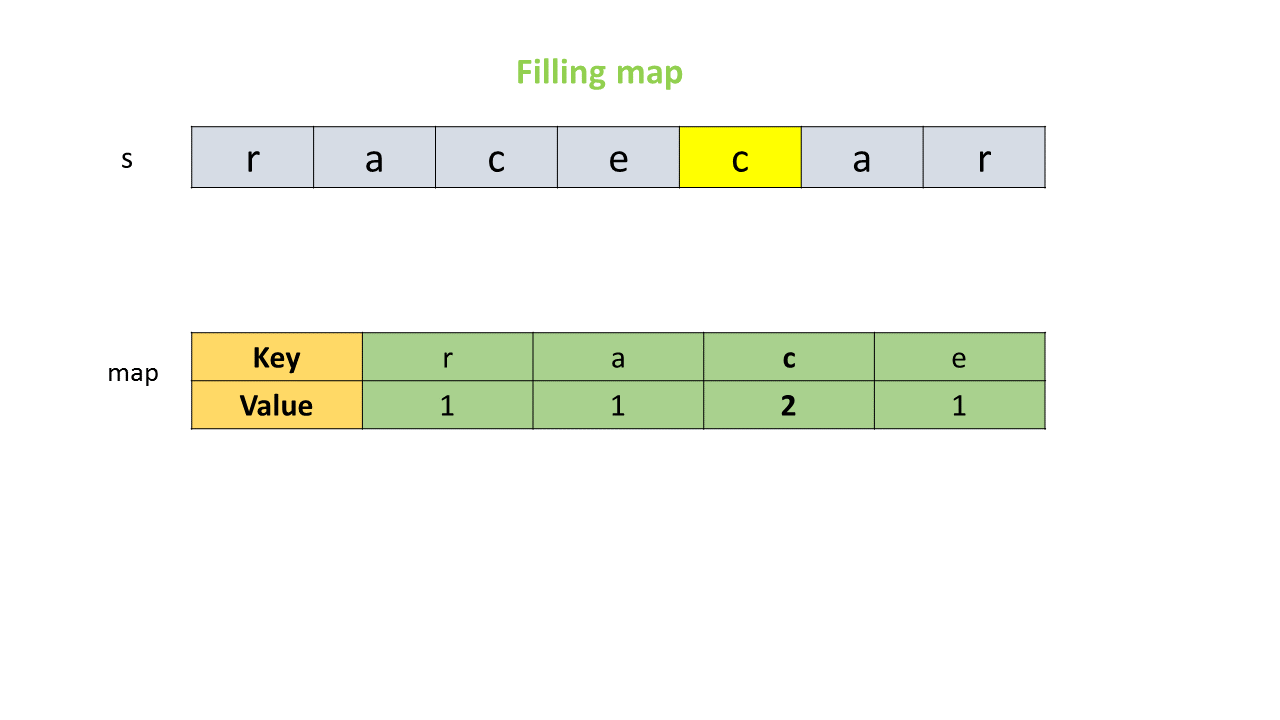 Filling map
s r a c e c a r
map
Key r a c e
Value 1 1 2 1